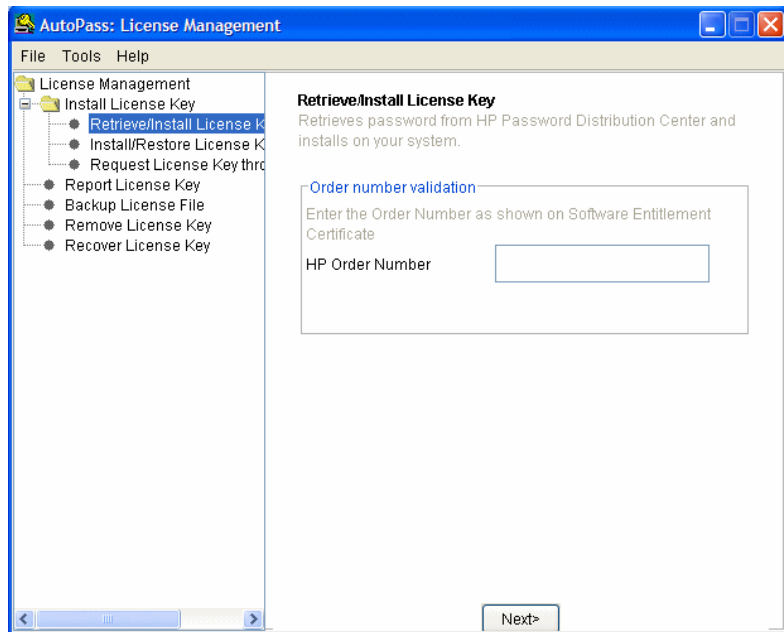 AutoPass: License Management
File Tools Help
License Management
Install License Key
Retrieve/Install License K
Install/Restore License K
Request License Key thro
Report License Key
Backup License File
Remove License Key
Recover License Key
Retrieve/Install License Key
Retrieves password from HP Password Distribution Center and
installs on your system.
Order number validation
Enter the Order Number as shown on Software Entitlement
Certificate
HP Order Number
Next>